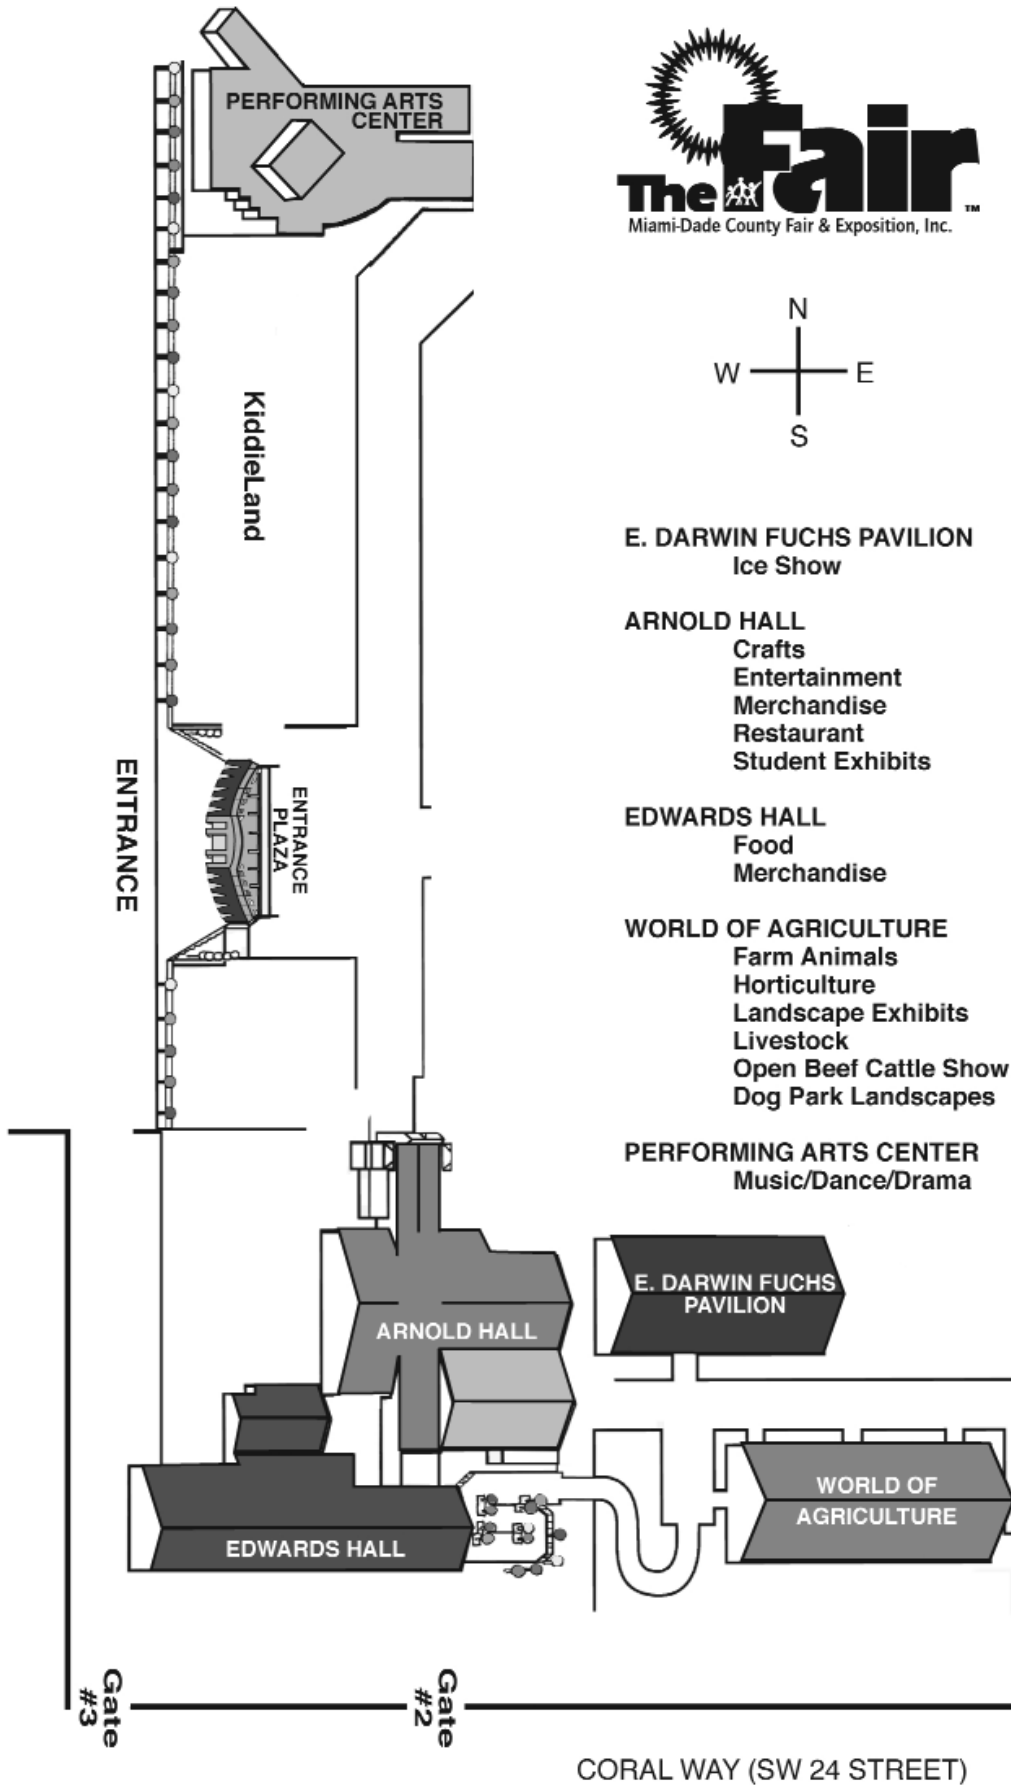 PERFORMING ARTS
CENTER
The Fair™
Miami-Dade County Fair & Exposition, Inc.
N
W E
S
KiddieLand
E. DARWIN FUCHS PAVILION
Ice Show
ARNOLD HALL
Crafts
Entertainment
Merchandise
Restaurant
Student Exhibits
ENTRANCE
ENTRANCE
PLAZA
EDWARDS HALL
Food
Merchandise
WORLD OF AGRICULTURE
Farm Animals
Horticulture
Landscape Exhibits
Livestock
Open Beef Cattle Show
Dog Park Landscapes
PERFORMING ARTS CENTER
Music/Dance/Drama
E. DARWIN FUCHS
PAVILION
ARNOLD HALL
WORLD OF
AGRICULTURE
EDWARDS HALL
Gate
#3
Gate
#2
CORAL WAY (SW 24 STREET)